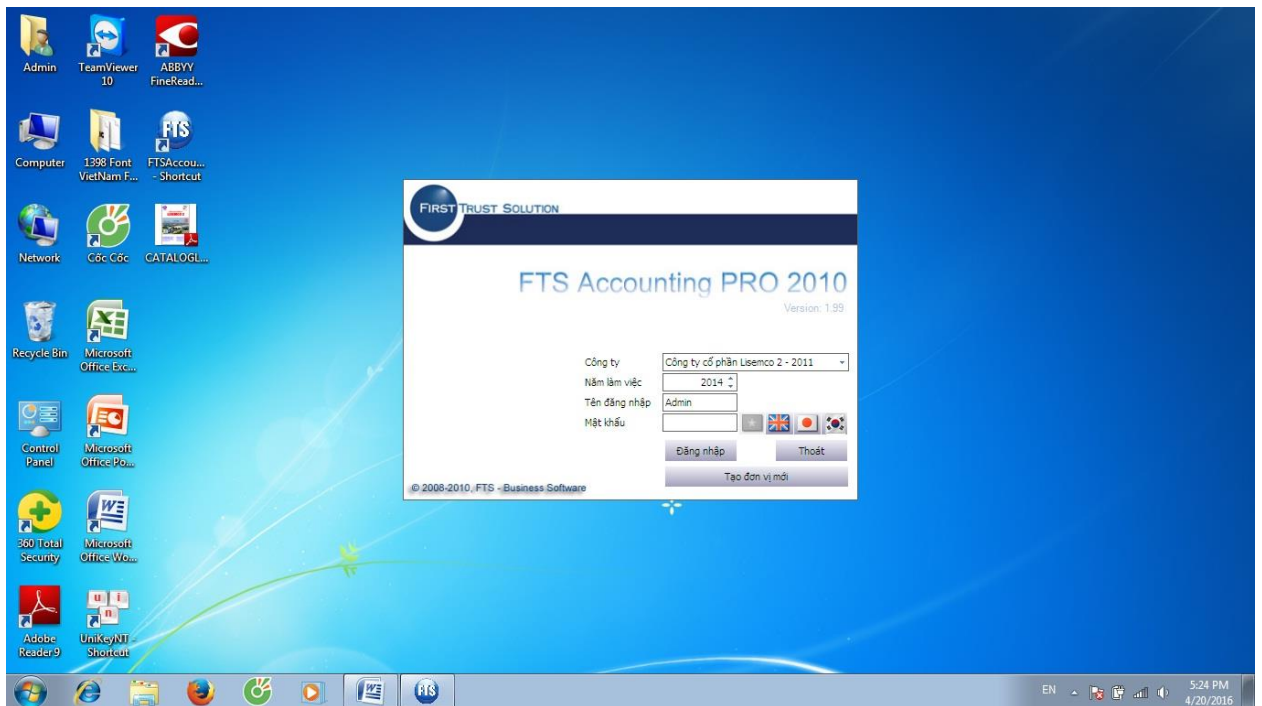 Admin
TeamViewer
10
ABBYY
FineRead...
Computer
1398 Font
VietNam F...
FTS
FTSAccou...
- Shortcut
Network
Cốc Cốc
CATALOGL...
Recycle Bin
Microsoft
Office Exc...
Control
Panel
Microsoft
Office Po...
360 Total
Security
Microsoft
Office Wo...
Adobe
Reader 9
u i
n
UniKeyNT -
Shortcut
FIRST TRUST SOLUTION
FTS Accounting PRO 2010
Version: 1.99
Công ty
Công ty cổ phần Lisemco 2 - 2011
Năm làm việc
2014
Tên đăng nhập
Admin
Mật khẩu
Đăng nhập
Thoát
Tạo đơn vị mới
© 2008-2010, FTS - Business Software
FTS
EN
5:24 PM
4/20/2016